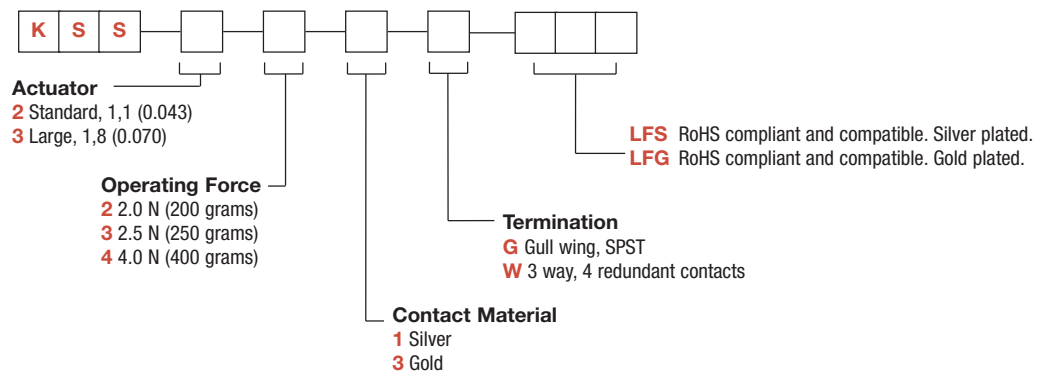 K S S
Actuator
2 Standard, 1,1 (0.043)
3 Large, 1,8 (0.070)
LFS RoHS compliant and compatible. Silver plated.
LFG RoHS compliant and compatible. Gold plated.
Operating Force
2 2.0 N (200 grams)
3 2.5 N (250 grams)
4 4.0 N (400 grams)
Termination
G Gull wing, SPST
W 3 way, 4 redundant contacts
Contact Material
1 Silver
3 Gold